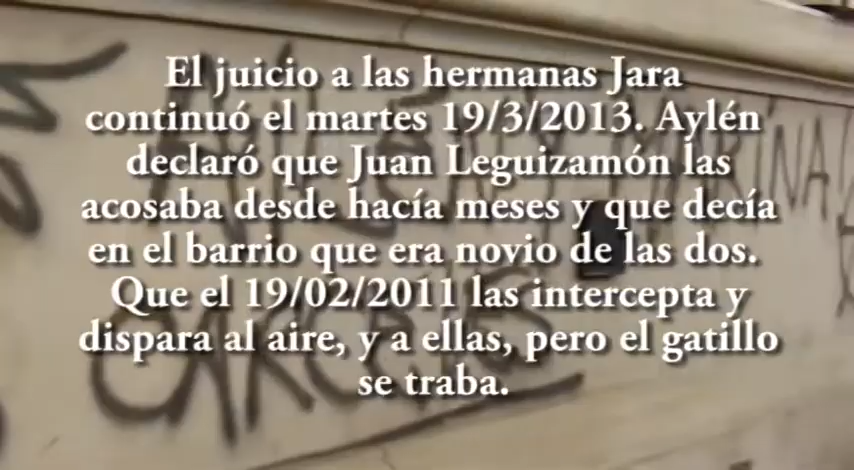 El juicio a las hermanas Jara
continuó el martes 19/3/2013. Aylén
declaró que Juan Leguizamón las
acosaba desde hacía meses y que decía
en el barrio que era novio de las dos.
Que el 19/02/2011 las intercepta y
dispara al aire, y a ellas, pero el gatillo
se traba.
MARINA